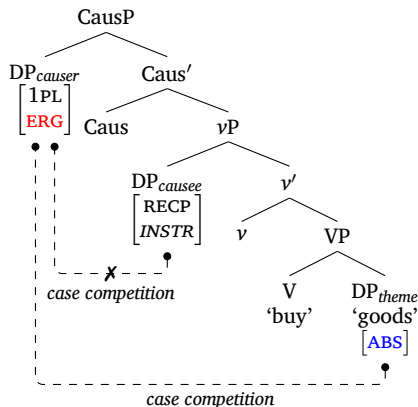 CausP
DPcauser Caus′
[1PL
ERG]
Caus vP
DPcausee v′
[RECP
INSTR]
v VP
V DPtheme
‘buy’ ‘goods’
[ABS]
✗
case competition
case competition